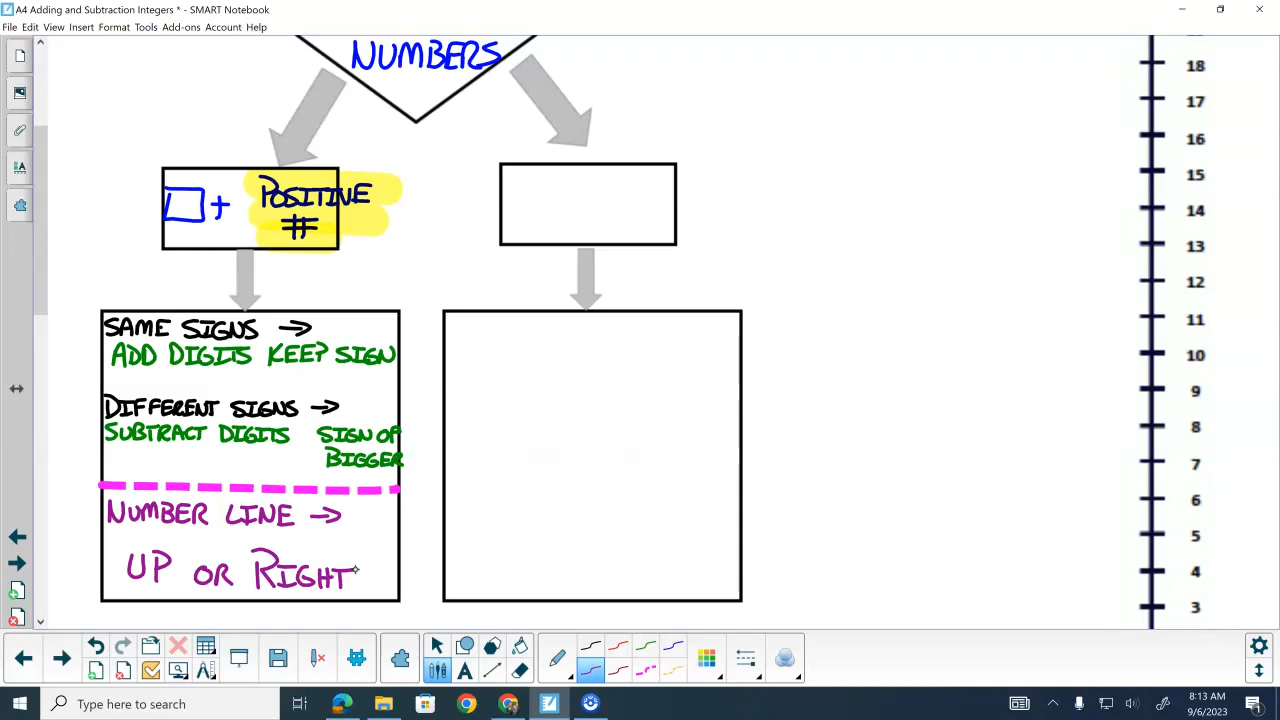 A4 Adding and Subtraction Integers * - SMART Notebook
File Edit View Insert Format Tools Add-ons Account Help
NUMBERS
+ POSITIVE
#
SAME SIGNS →
ADD DIGITS KEEP SIGN
DIFFERENT SIGNS →
SUBTRACT DIGITS SIGN OF
BIGGER
NUMBER LINE →
UP OR RIGHT
18
17
16
15
14
13
12
11
10
9
8
7
6
5
4
3
Type here to search
8:13 AM
9/6/2023